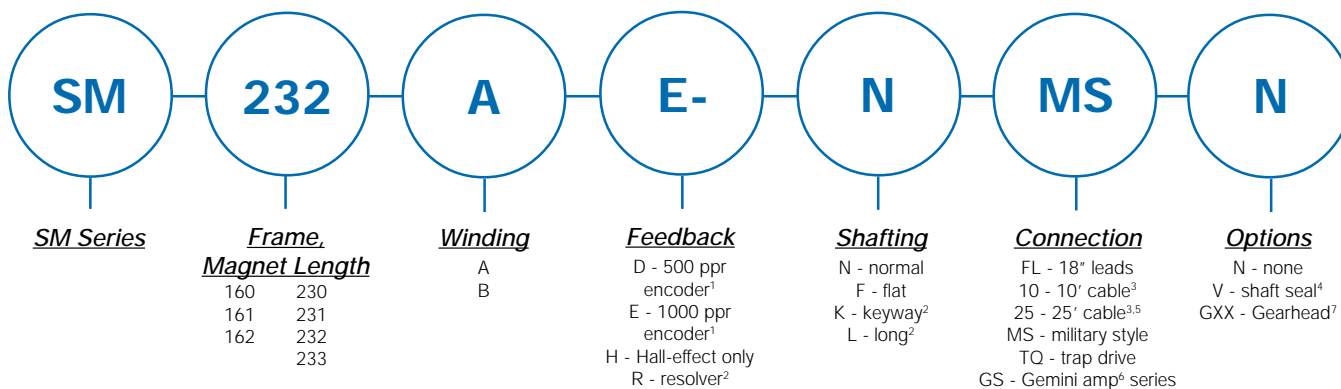 SM 232 A E- N MS N
SM Series
Frame,
Magnet Length
160 230
161 231
162 232
233
Winding
A
B
Feedback
D - 500 ppr
encoder¹
E - 1000 ppr
encoder¹
H - Hall-effect only
R - resolver²
Shafting
N - normal
F - flat
K - keyway²
L - long²
Connection
FL - 18" leads
10 - 10' cable³
25 - 25' cable³,⁵
MS - military style
TQ - trap drive
GS - Gemini amp⁶ series
Options
N - none
V - shaft seal⁴
GXX - Gearhead⁷